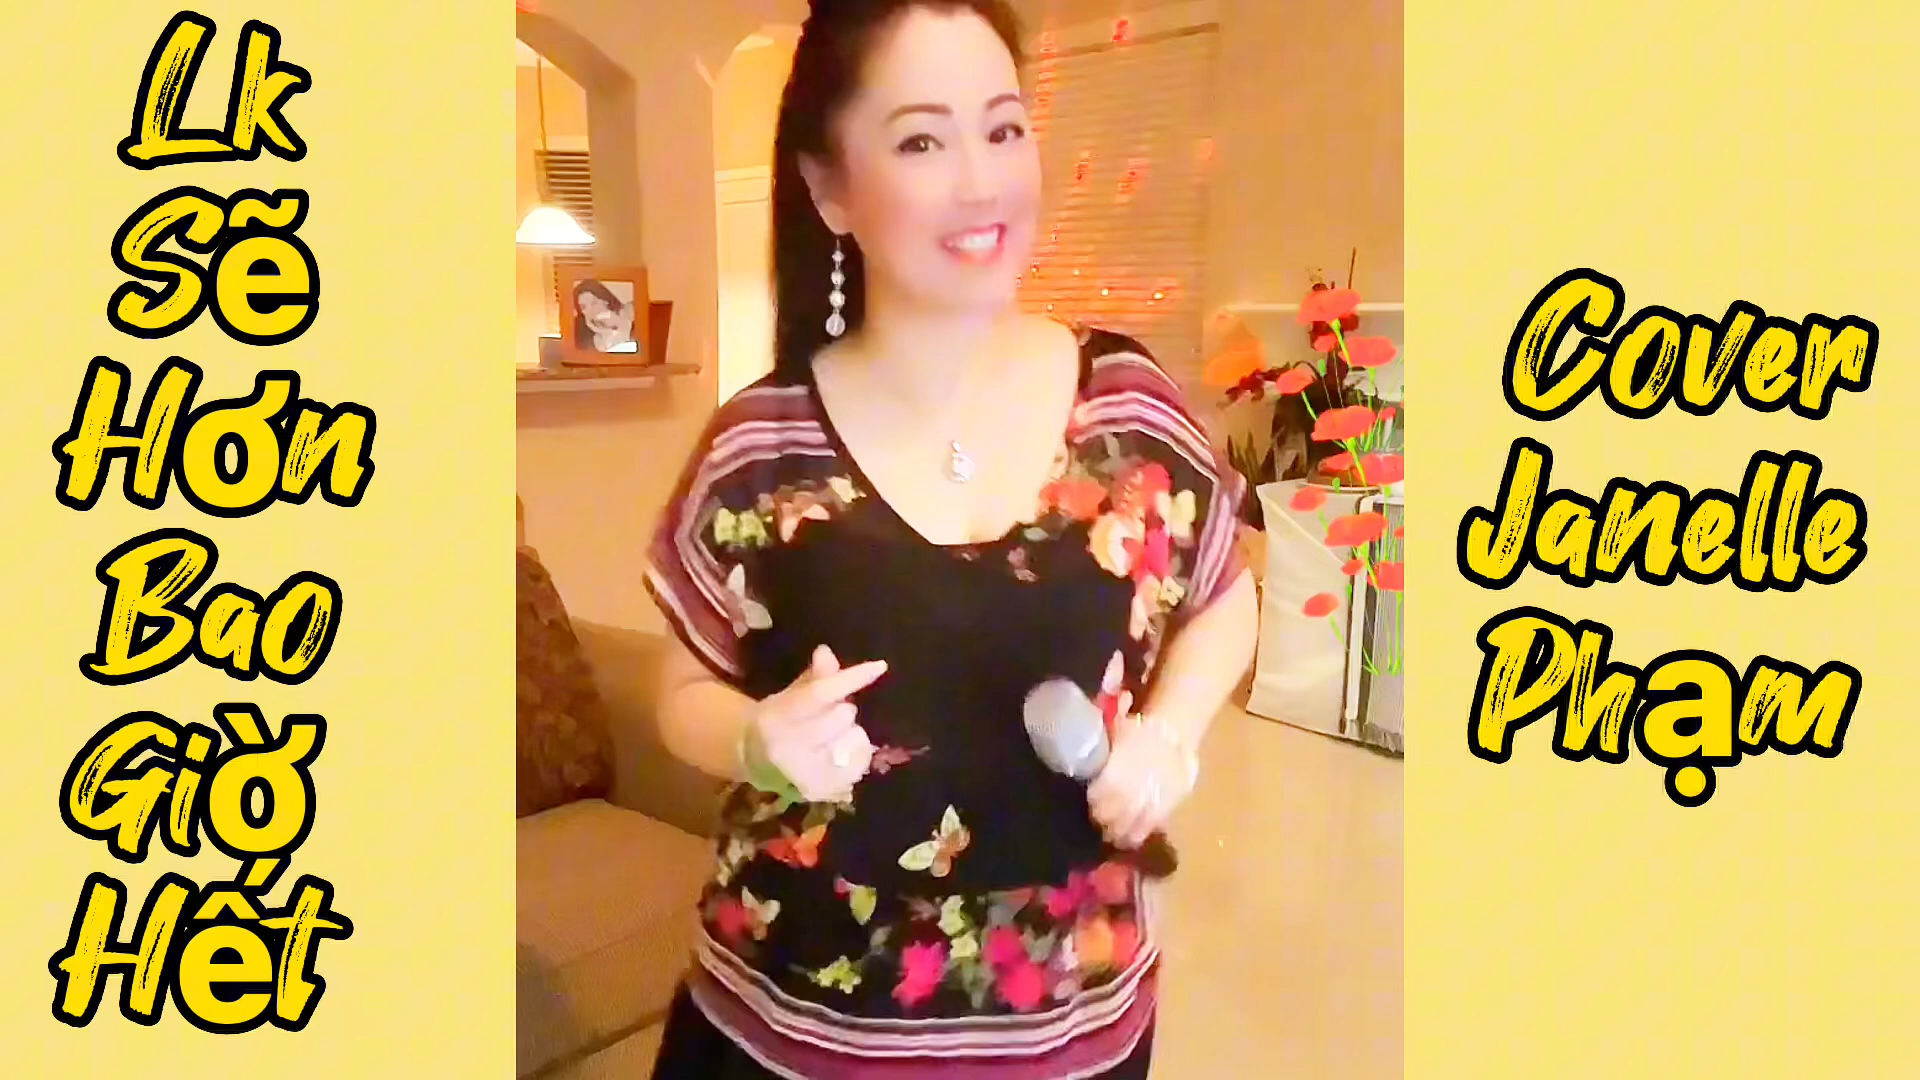 Lk
Sẽ
Hơn
Bao
Giờ
Hết
Cover
Janelle
Phạm